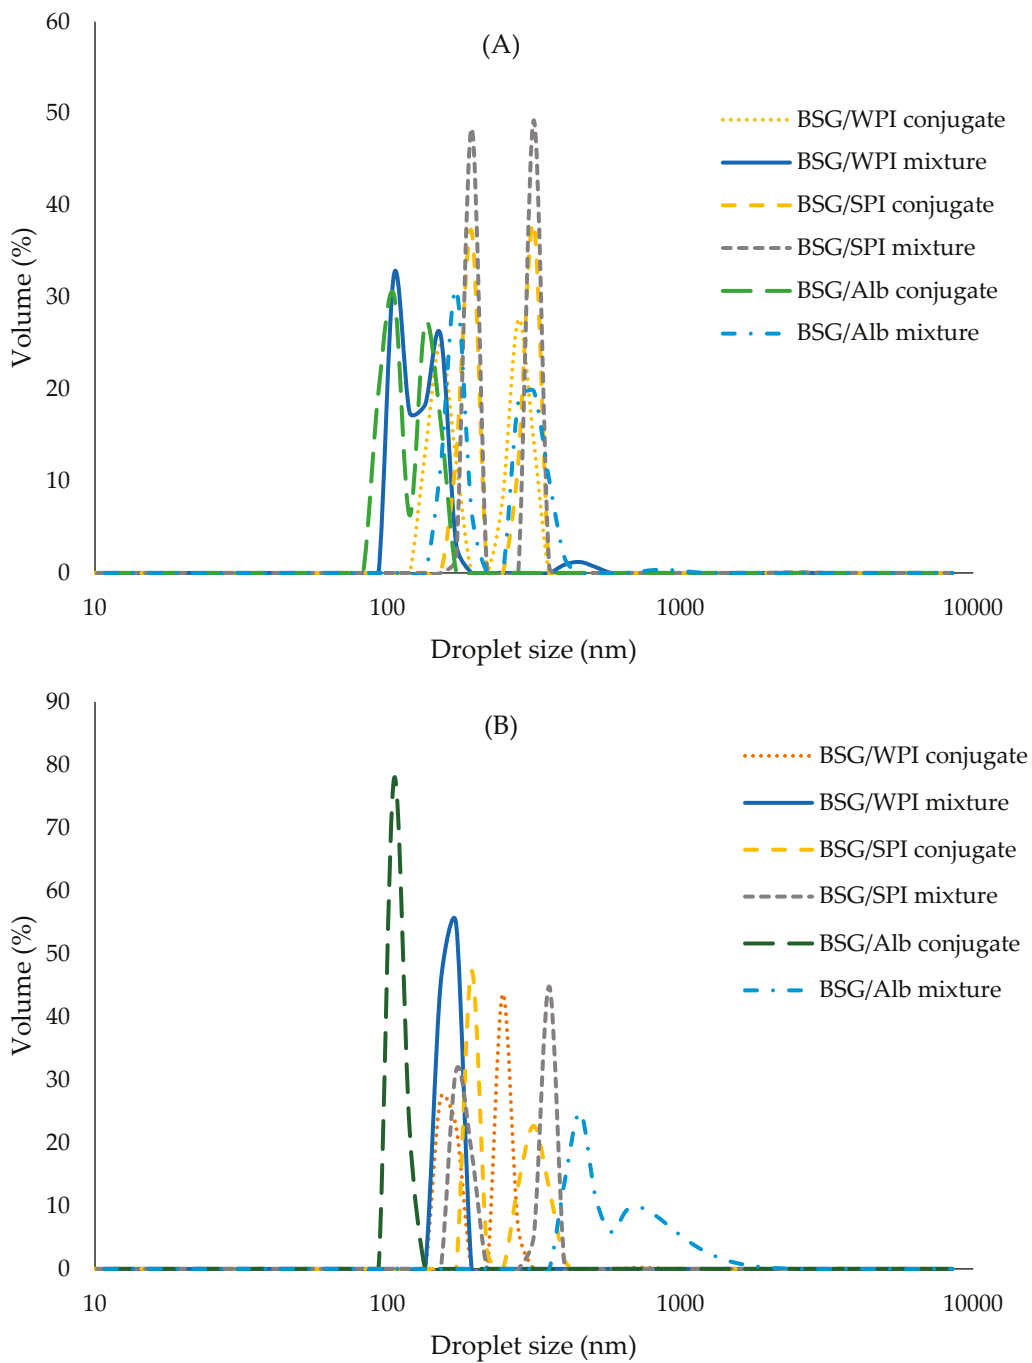 (A)
60
50
40
30
20
10
0
Volume (%)
BSG/WPI conjugate
BSG/WPI mixture
BSG/SPI conjugate
BSG/SPI mixture
BSG/Alb conjugate
BSG/Alb mixture
10 100 1000 10000
Droplet size (nm)
(B)
90
80
70
60
50
40
30
20
10
0
Volume (%)
BSG/WPI conjugate
BSG/WPI mixture
BSG/SPI conjugate
BSG/SPI mixture
BSG/Alb conjugate
BSG/Alb mixture
10 100 1000 10000
Droplet size (nm)